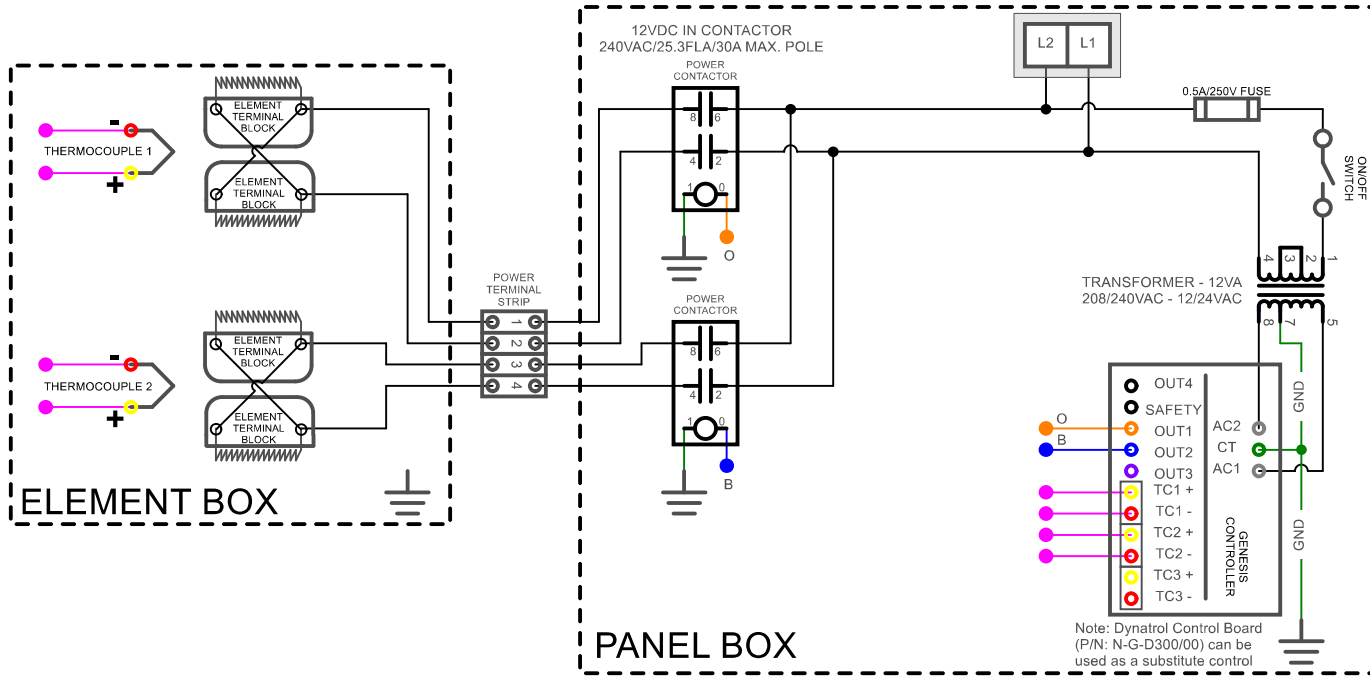 12VDC IN CONTACTOR
240VAC/25.3FLA/30A MAX. POLE
POWER
CONTACTOR
8
6
4
2
1
0
O
L2
L1
0.5A/250V FUSE
ON/OFF
SWITCH
-
THERMOCOUPLE 1
+
ELEMENT
TERMINAL
BLOCK
ELEMENT
TERMINAL
BLOCK
POWER
TERMINAL
STRIP
1
2
3
4
-
THERMOCOUPLE 2
+
ELEMENT
TERMINAL
BLOCK
ELEMENT
TERMINAL
BLOCK
ELEMENT BOX
POWER
CONTACTOR
8
6
4
2
1
0
B
TRANSFORMER - 12VA
208/240VAC - 12/24VAC
4
3
2
1
8
7
5
GND
GND
O
B
OUT4
SAFETY
OUT1
OUT2
OUT3
TC1 +
TC1 -
TC2 +
TC2 -
TC3 +
TC3 -
AC2
CT
AC1
GENESIS
CONTROLLER
Note: Dynatrol Control Board
(P/N: N-G-D300/00) can be
used as a substitute control
PANEL BOX